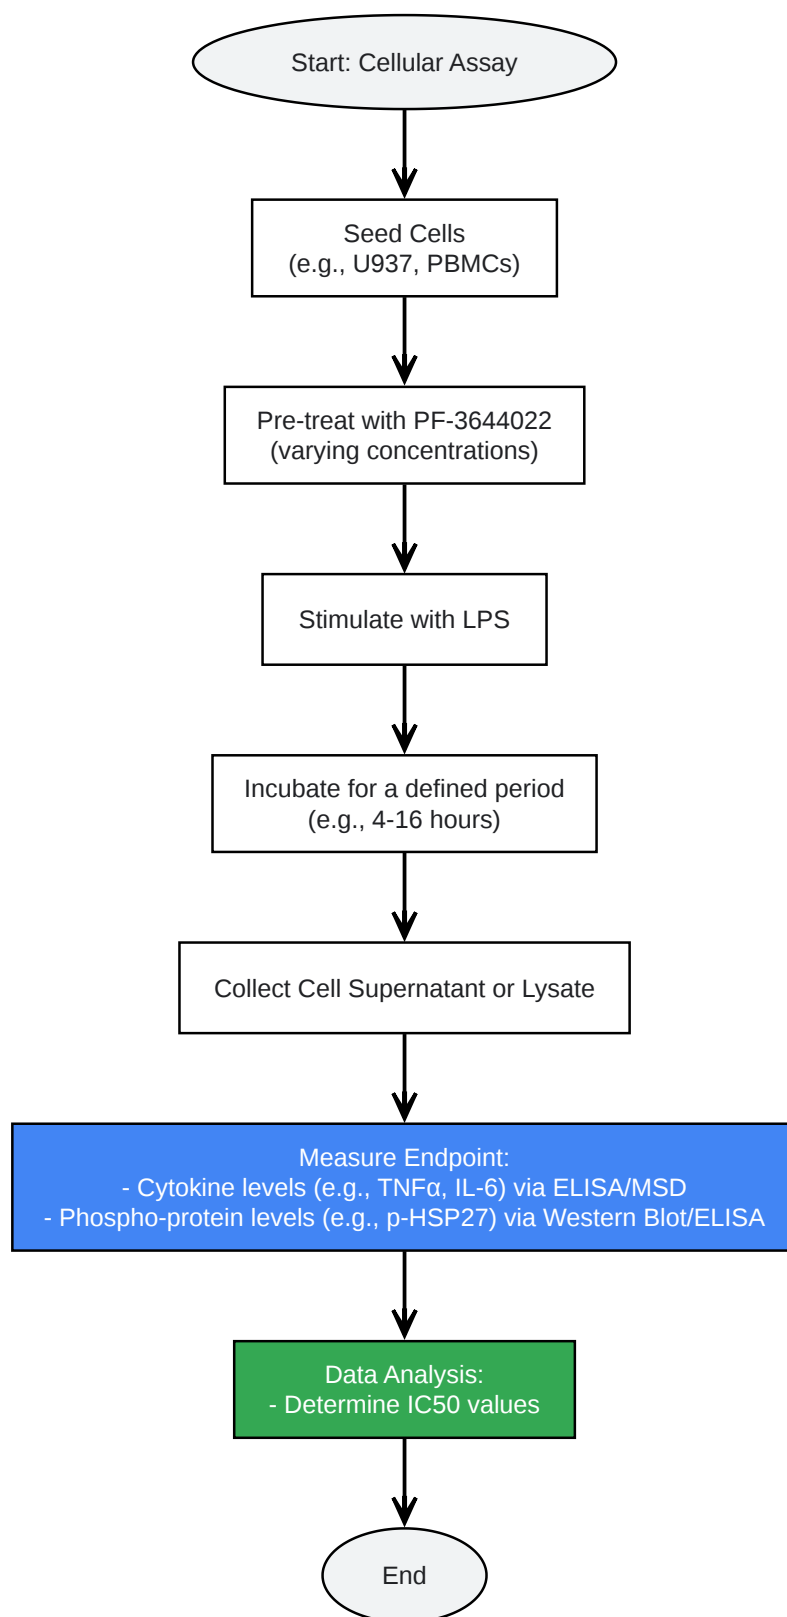 Start: Cellular Assay
Seed Cells
(e.g., U937, PBMCs)
Pre-treat with PF-3644022
(varying concentrations)
Stimulate with LPS
Incubate for a defined period
(e.g., 4-16 hours)
Collect Cell Supernatant or Lysate
Measure Endpoint:
- Cytokine levels (e.g., TNFα, IL-6) via ELISA/MSD
- Phospho-protein levels (e.g., p-HSP27) via Western Blot/ELISA
Data Analysis:
- Determine IC50 values
End